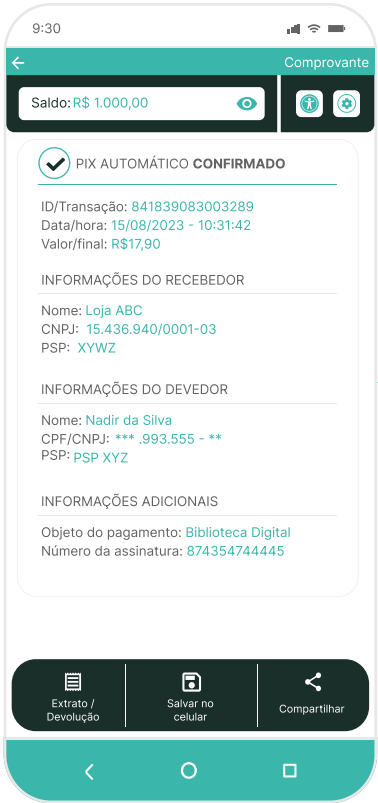 9:30
Comprovante
Saldo: R$ 1.000,00
PIX AUTOMÁTICO CONFIRMADO
ID/Transação: 841839083003289
Data/hora: 15/08/2023 - 10:31:42
Valor/final: R$17,90
INFORMAÇÕES DO RECEBEDOR
Nome: Loja ABC
CNPJ: 15.436.940/0001-03
PSP: XYWZ
INFORMAÇÕES DO DEVEDOR
Nome: Nadir da Silva
CPF/CNPJ: *** .993.555 - **
PSP: PSP XYZ
INFORMAÇÕES ADICIONAIS
Objeto do pagamento: Biblioteca Digital
Número da assinatura: 874354744445
Extrato /
Devolução
Salvar no
celular
Compartilhar